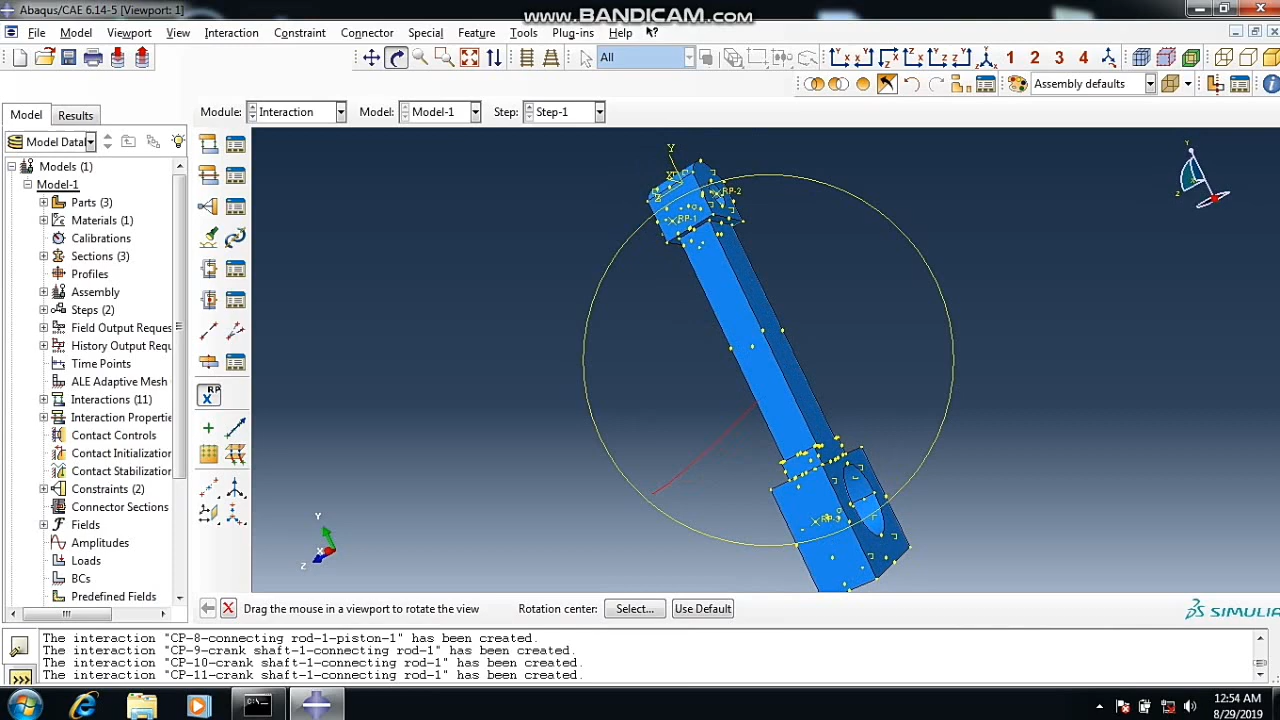 Abaqus/CAE 6.14-5 [Viewport: 1]
www.BANDICAM.com
File Model Viewport View Interaction Constraint Connector Special Feature Tools Plug-ins Help
All
1 2 3 4
Assembly defaults
Model Results
Module: Interaction Model: Model-1 Step: Step-1
Model Data
Models (1)
Model-1
Parts (3)
Materials (1)
Calibrations
Sections (3)
Profiles
Assembly
Steps (2)
Field Output Reques
History Output Requ
Time Points
ALE Adaptive Mesh
Interactions (11)
Interaction Propertie
Contact Controls
Contact Initialization
Contact Stabilization
Constraints (2)
Connector Sections
Fields
Amplitudes
Loads
BCs
Predefined Fields
RP
Y
RP-2
RP-1
Y
X
Z
Drag the mouse in a viewport to rotate the view Rotation center: Select... Use Default
SIMULIA
The interaction "CP-8-connecting rod-1-piston-1" has been created.
The interaction "CP-9-crank shaft-1-connecting rod-1" has been created.
The interaction "CP-10-crank shaft-1-connecting rod-1" has been created.
The interaction "CP-11-crank shaft-1-connecting rod-1" has been created.
12:54 AM
8/29/2019